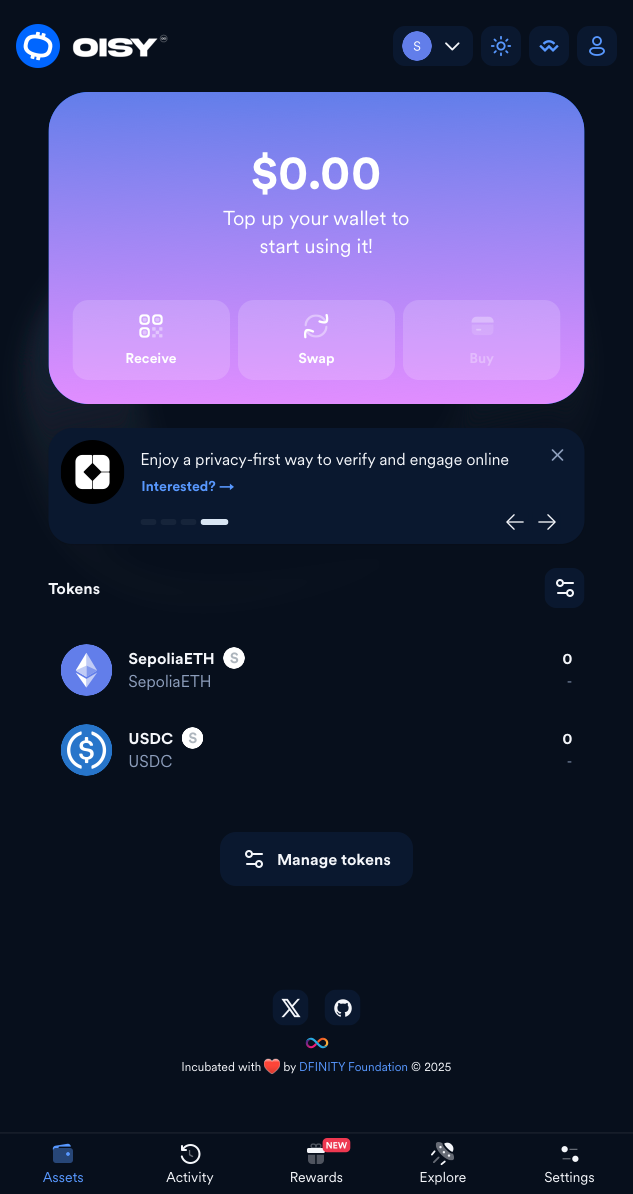 OISY
S
$0.00
Top up your wallet to
start using it!
Receive
Swap
Buy
Enjoy a privacy-first way to verify and engage online
Interested? →
Tokens
SepoliaETH S
0
SepoliaETH
-
USDC S
0
USDC
-
Manage tokens
Incubated with ❤️ by DFINITY Foundation © 2025
NEW
Assets
Activity
Rewards
Explore
Settings